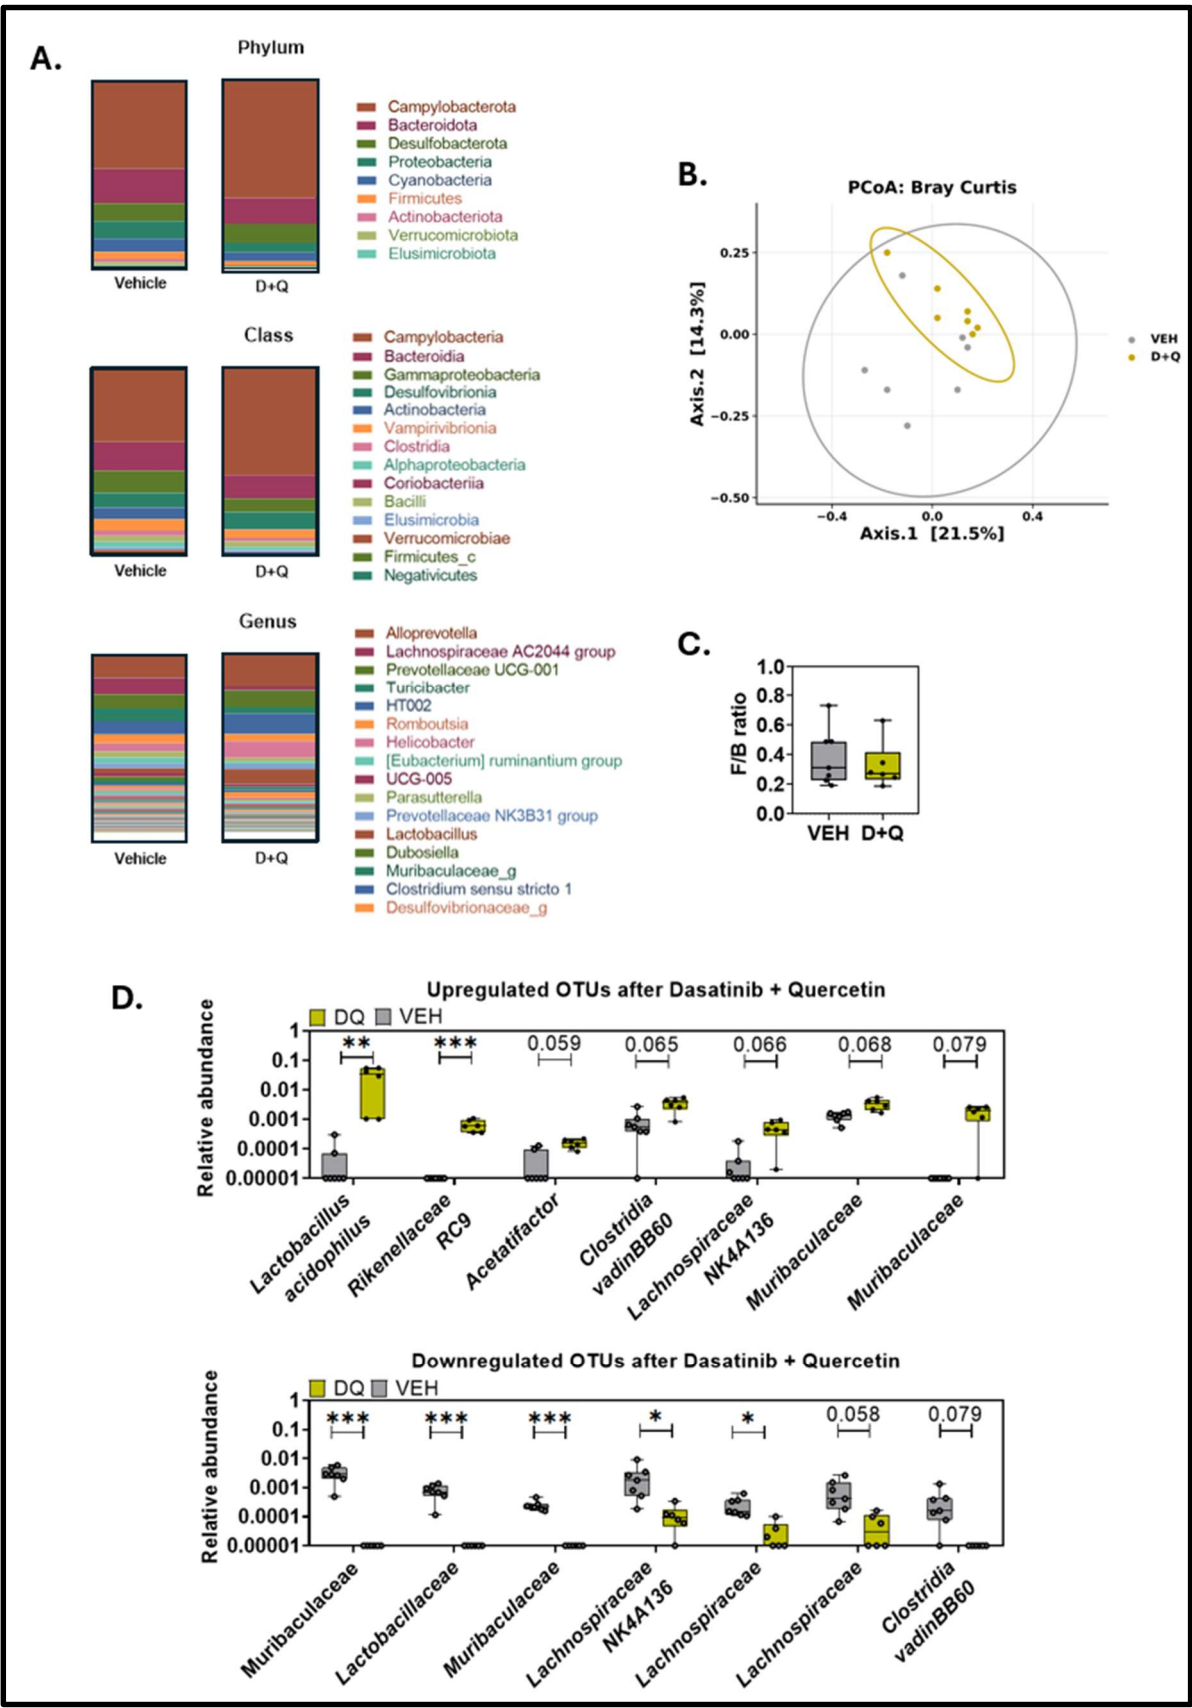 A.
Phylum
Vehicle
D+Q
Campylobacterota
Bacteroidota
Desulfobacterota
Proteobacteria
Cyanobacteria
Firmicutes
Actinobacteriota
Verrucomicrobiota
Elusimicrobiota
Class
Vehicle
D+Q
Campylobacteria
Bacteroidia
Gammaproteobacteria
Desulfovibrionia
Actinobacteria
Vampirivibrionia
Clostridia
Alphaproteobacteria
Coriobacteriia
Bacilli
Elusimicrobia
Verrucomicrobiae
Firmicutes_c
Negativicutes
Genus
Vehicle
D+Q
Alloprevotella
Lachnospiraceae AC2044 group
Prevotellaceae UCG-001
Turicibacter
HT002
Romboutsia
Helicobacter
[Eubacterium] ruminantium group
UCG-005
Parasutterella
Prevotellaceae NK3B31 group
Lactobacillus
Dubosiella
Muribaculaceae_g
Clostridium sensu stricto 1
Desulfovibrionaceae_g
B.
PCoA: Bray Curtis
Axis.2 [14.3%]
0.25
0.00
−0.25
−0.50
−0.4
0.0
0.4
Axis.1 [21.5%]
VEH
D+Q
C.
F/B ratio
1.0
0.8
0.6
0.4
0.2
0.0
VEH
D+Q
D.
Upregulated OTUs after Dasatinib + Quercetin
DQ
VEH
Relative abundance
1
0.1
0.01
0.001
0.0001
0.00001
**
***
0.059
0.065
0.066
0.068
0.079
Lactobacillus
acidophilus
Rikenellaceae
RC9
Acetatifactor
Clostridia
vadinBB60
Lachnospiraceae
NK4A136
Muribaculaceae
Muribaculaceae
Downregulated OTUs after Dasatinib + Quercetin
DQ
VEH
Relative abundance
1
0.1
0.01
0.001
0.0001
0.00001
***
***
***
*
*
0.058
0.079
Muribaculaceae
Lactobacillaceae
Muribaculaceae
Lachnospiraceae
NK4A136
Lachnospiraceae
Lachnospiraceae
Clostridia
vadinBB60